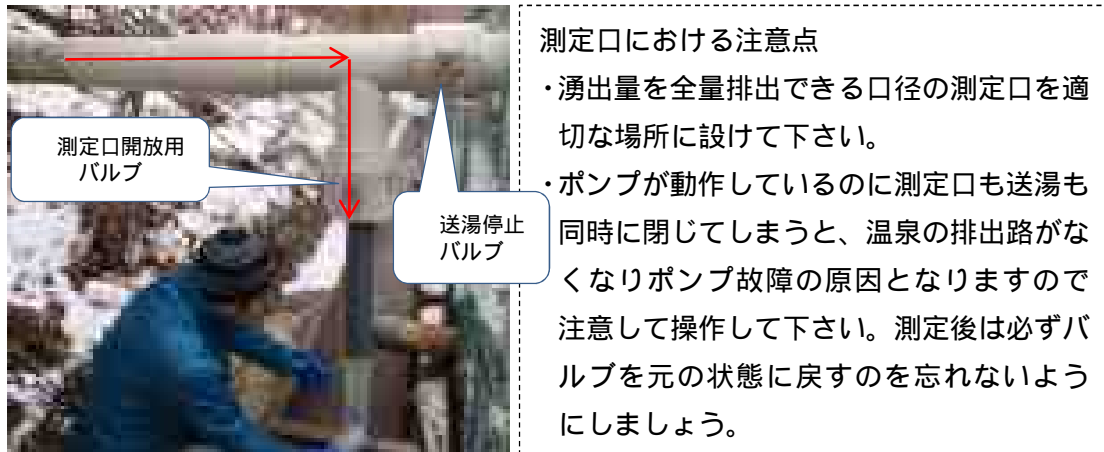 測定口開放用
バルブ
送湯停止
バルブ
測定口における注意点
・湧出量を全量排出できる口径の測定口を適
切な場所に設けて下さい。
・ポンプが動作しているのに測定口も送湯も
同時に閉じてしまうと、温泉の排出路がな
くなりポンプ故障の原因となりますので
注意して操作して下さい。測定後は必ずバ
ルブを元の状態に戻すのを忘れないよう
にしましょう。